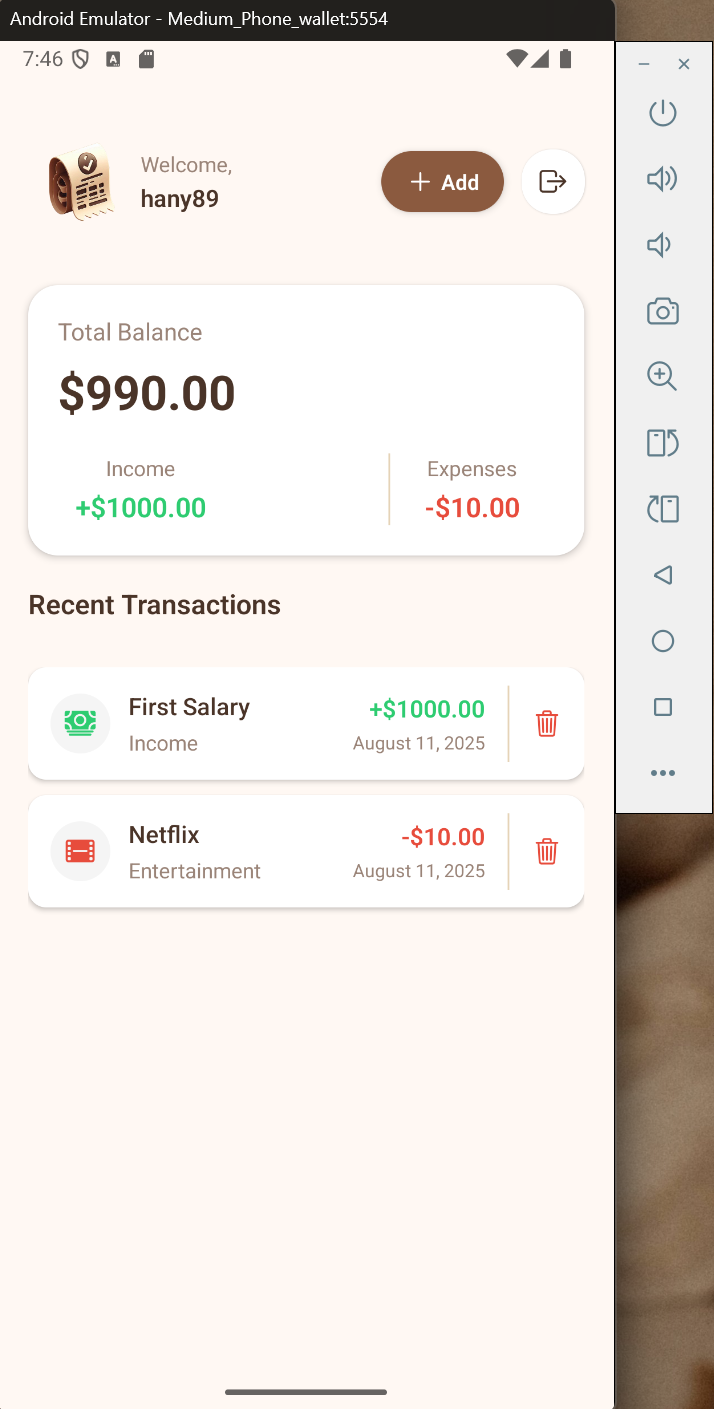 Android Emulator - Medium_Phone_wallet:5554
7:46
Welcome,
hany89
+ Add
Total Balance
$990.00
Income
+$1000.00
Expenses
-$10.00
Recent Transactions
First Salary
Income
+$1000.00
August 11, 2025
Netflix
Entertainment
-$10.00
August 11, 2025